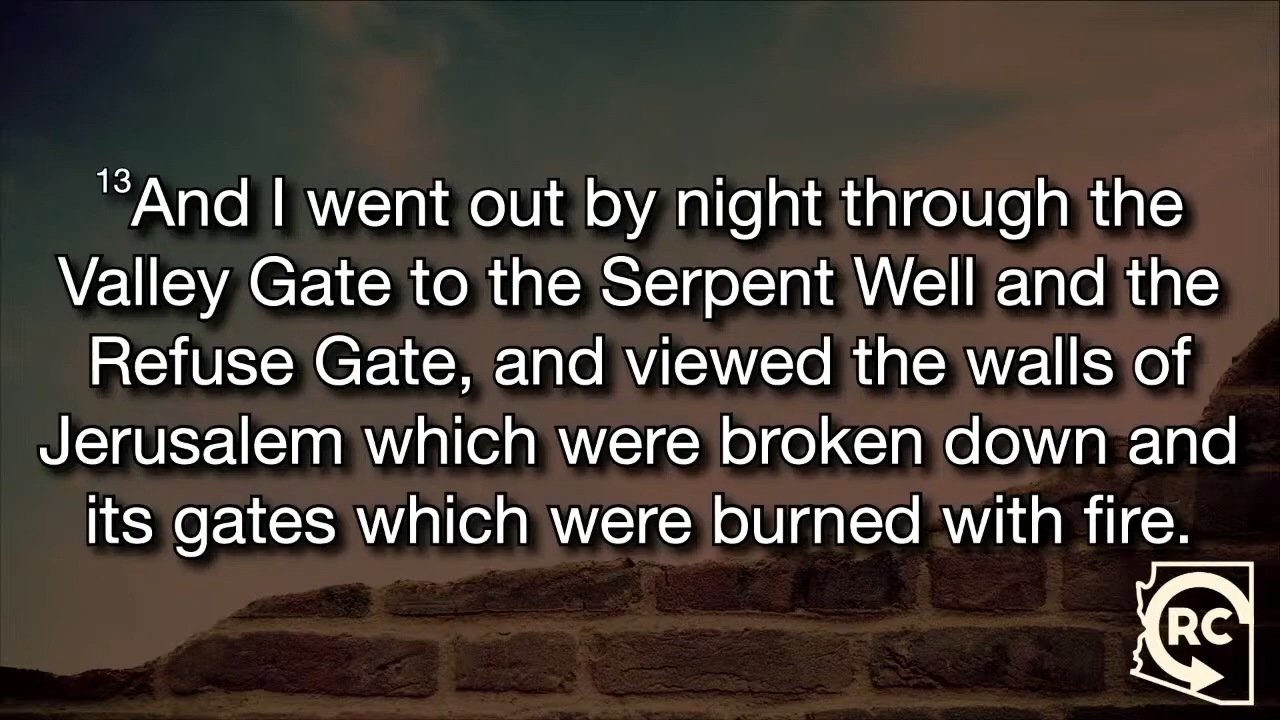 13And I went out by night through the
Valley Gate to the Serpent Well and the
Refuse Gate, and viewed the walls of
Jerusalem which were broken down and
its gates which were burned with fire.
RC